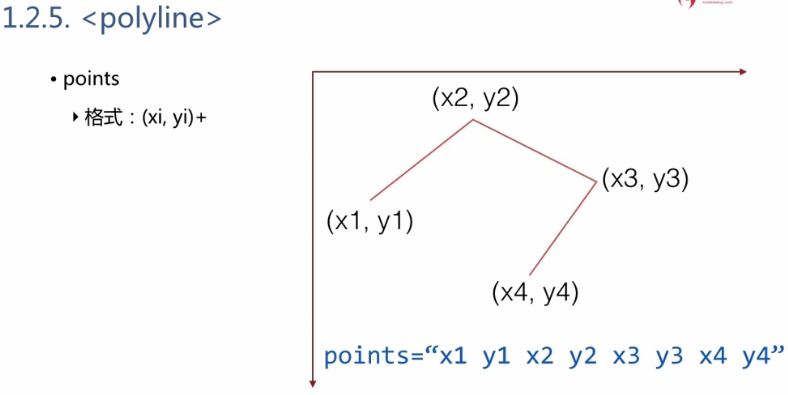 1.2.5. <polyline>
• points
格式：(xi, yi)+
(x2, y2)
(x3, y3)
(x1, y1)
(x4, y4)
points=“x1 y1 x2 y2 x3 y3 x4 y4”